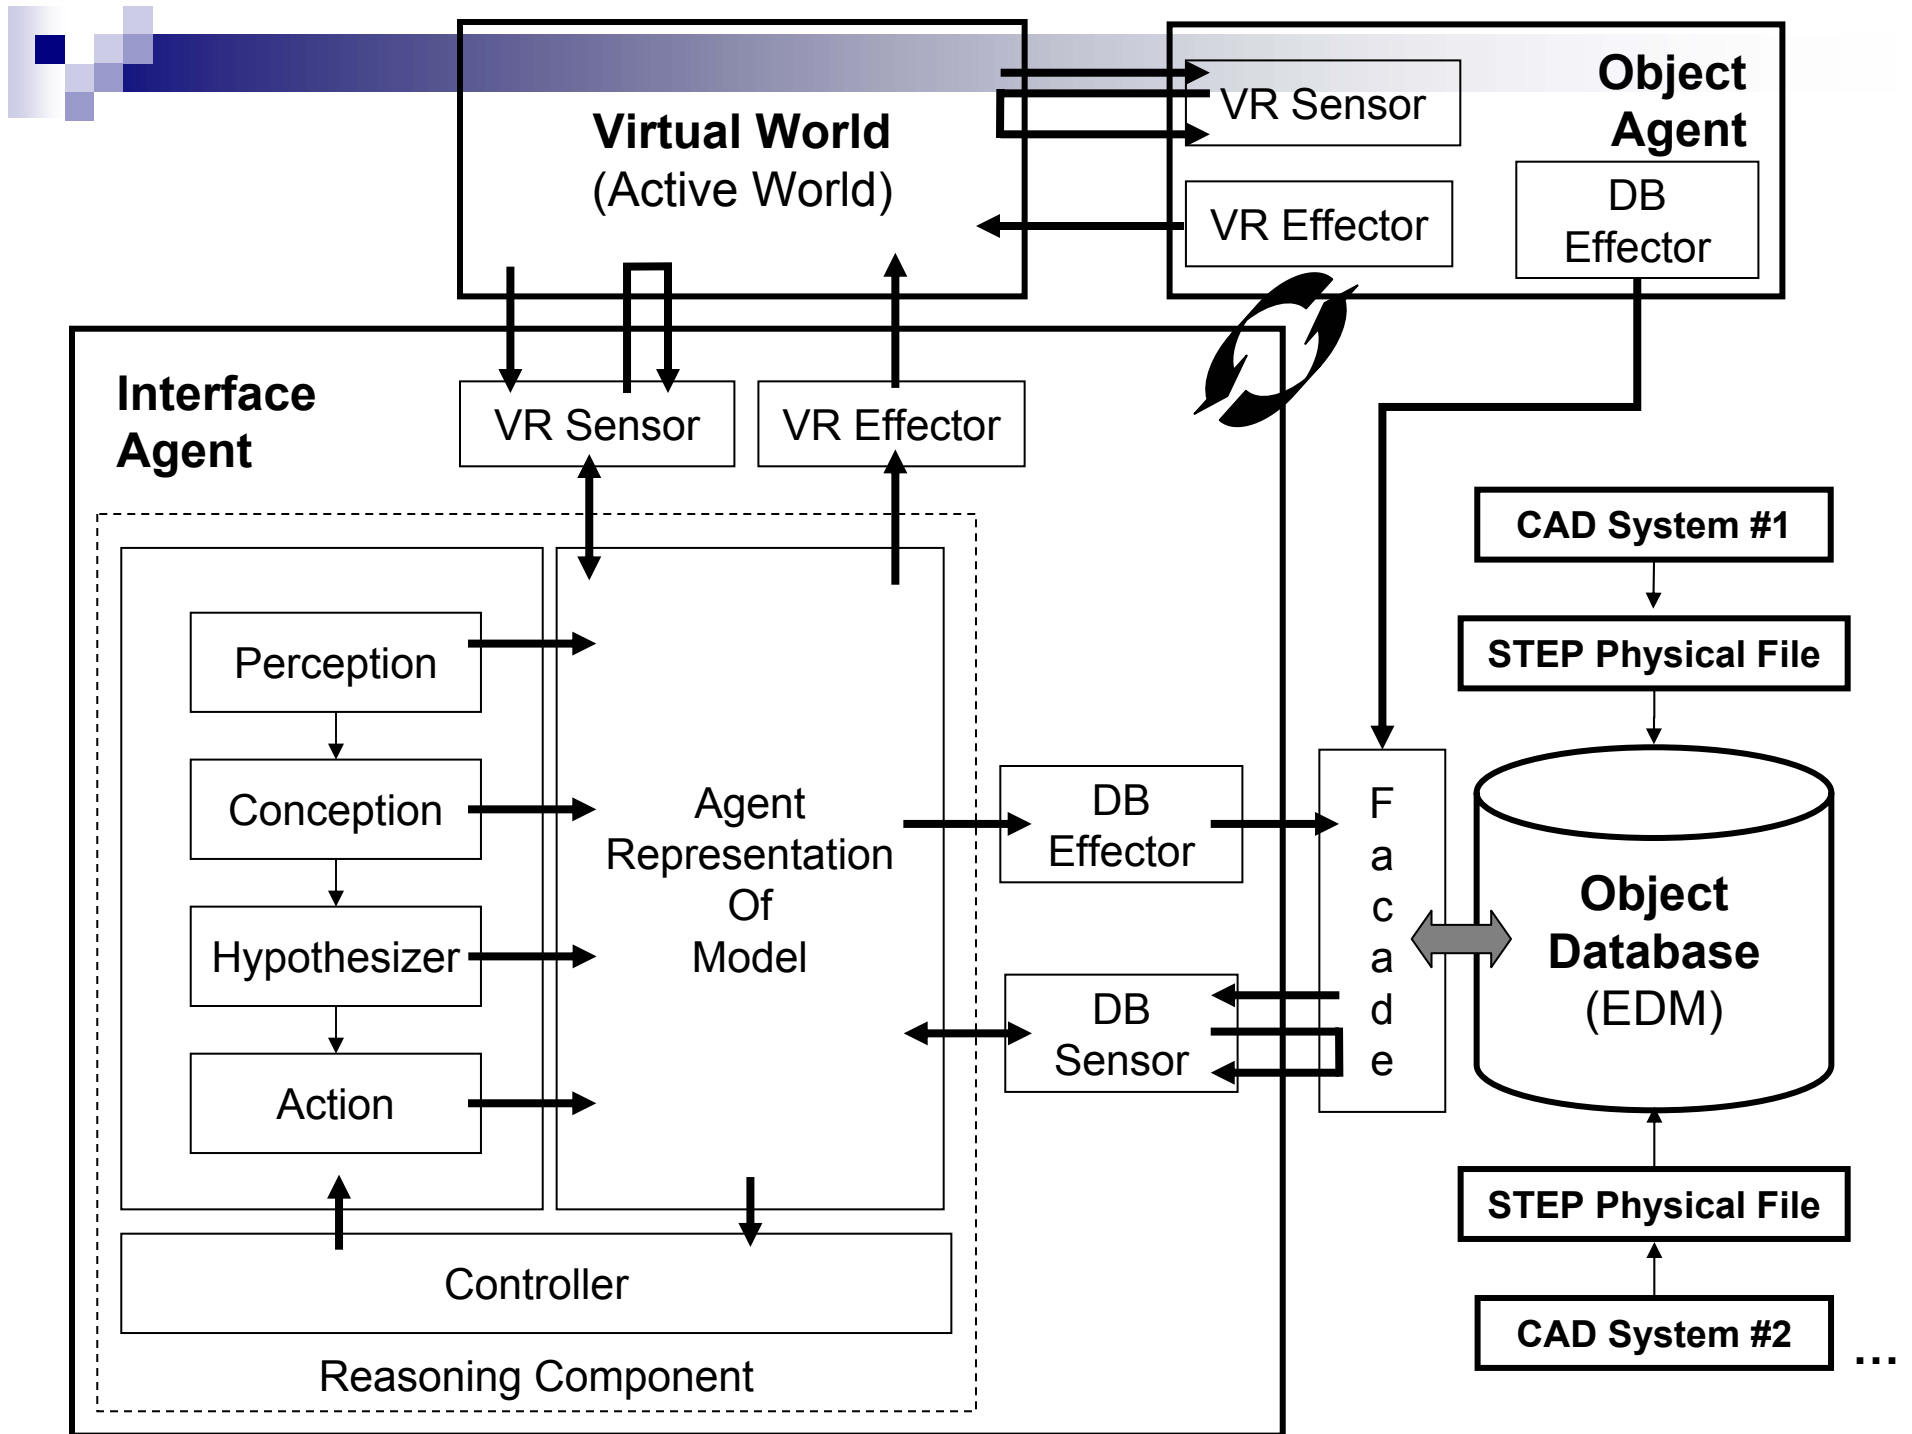 Virtual World
(Active World)
Object
Agent
VR Sensor
VR Effector
DB
Effector
Interface
Agent
VR Sensor
VR Effector
Perception
Conception
Hypothesizer
Action
Agent
Representation
Of
Model
Controller
Reasoning Component
DB
Effector
DB
Sensor
F
a
c
a
d
e
CAD System #1
STEP Physical File
Object
Database
(EDM)
STEP Physical File
CAD System #2
...